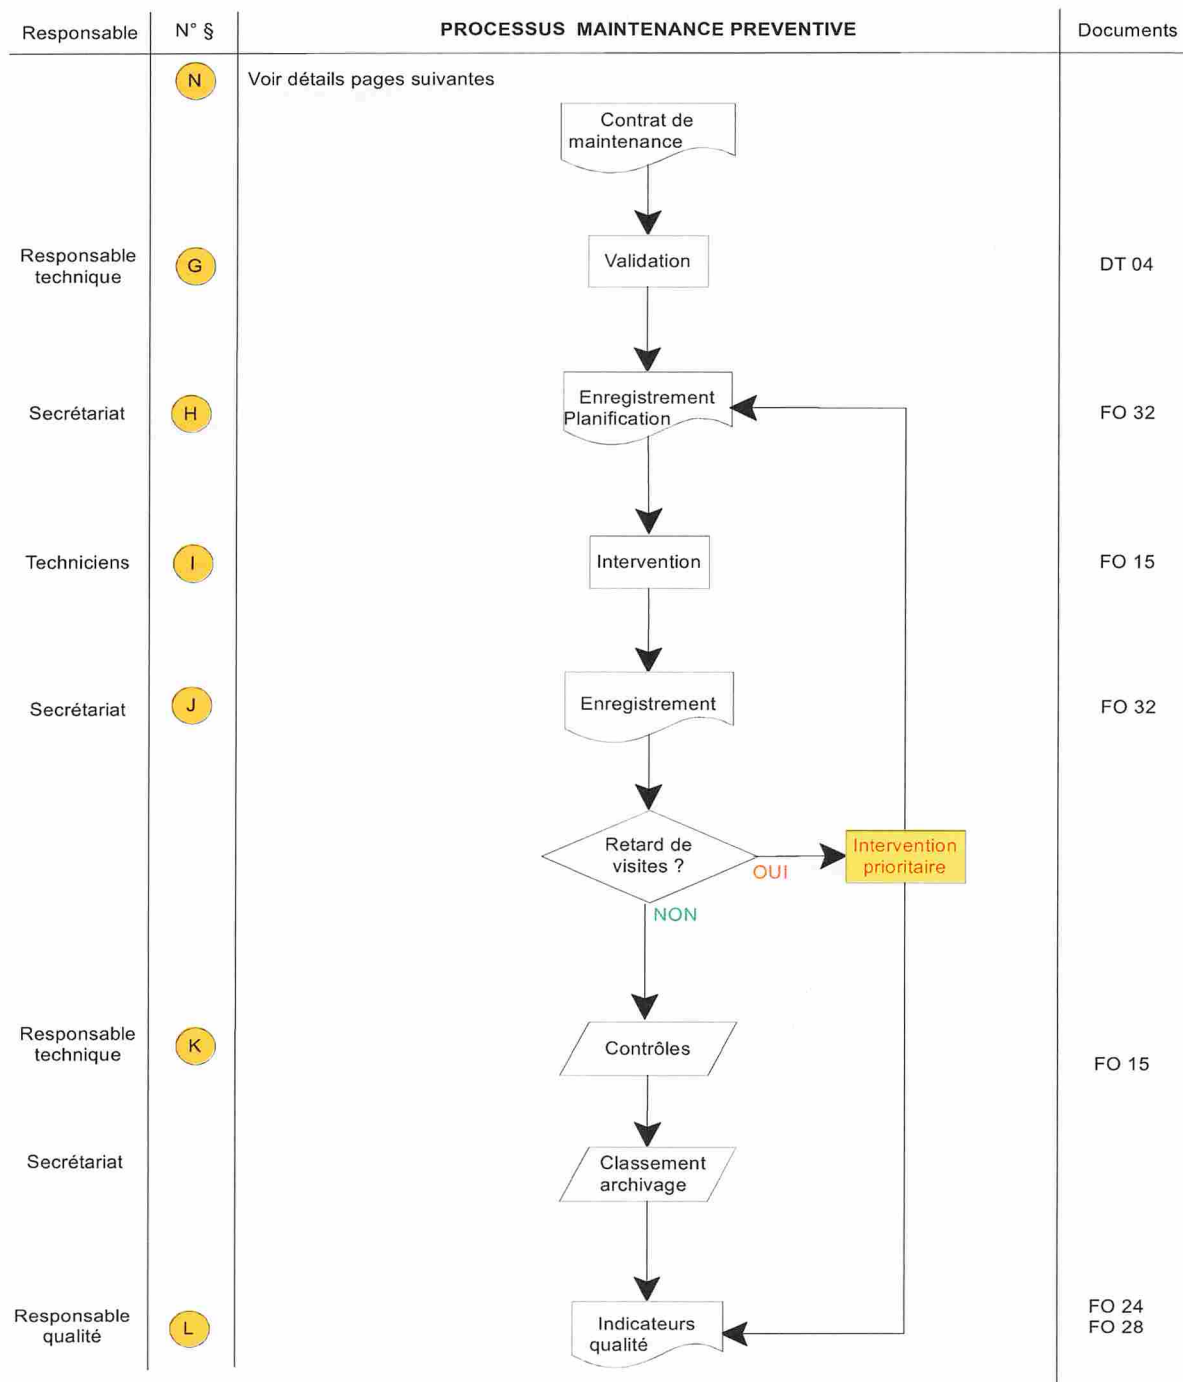 Responsable
N° §
PROCESSUS MAINTENANCE PREVENTIVE
Documents
N
Voir détails pages suivantes
Contrat de
maintenance
Responsable
technique
G
Validation
DT 04
Secrétariat
H
Enregistrement
Planification
FO 32
Techniciens
I
Intervention
FO 15
Secrétariat
J
Enregistrement
FO 32
Retard de
visites ?
OUI
Intervention
prioritaire
NON
Responsable
technique
K
Contrôles
FO 15
Secrétariat
Classement
archivage
Responsable
qualité
L
Indicateurs
qualité
FO 24
FO 28